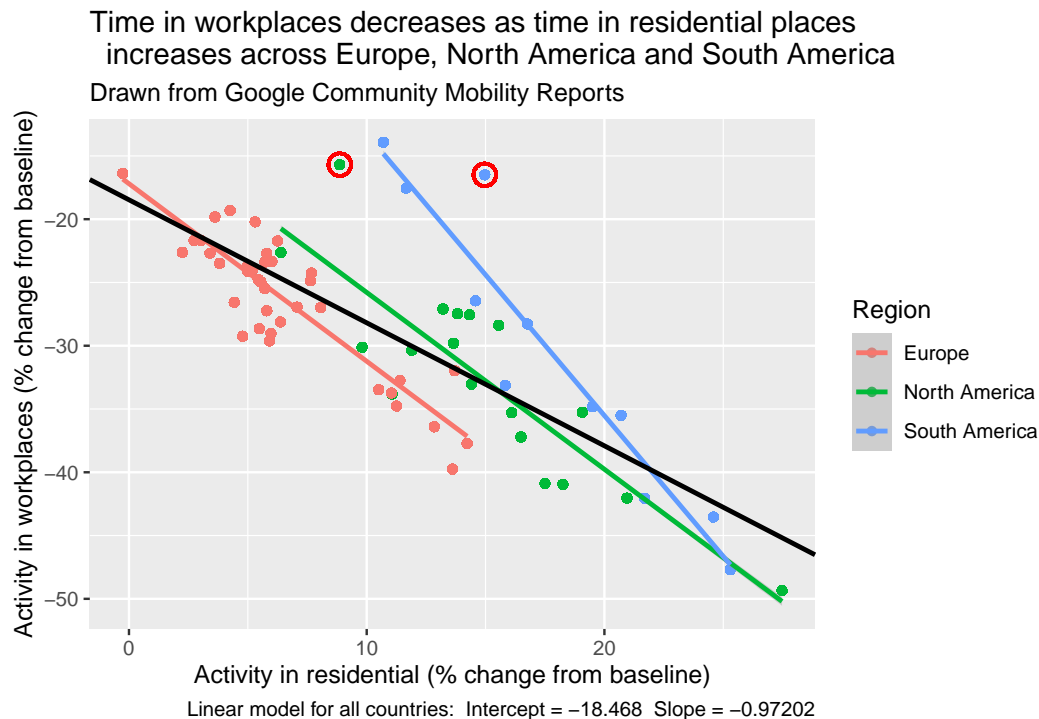 Time in workplaces decreases as time in residential places
increases across Europe, North America and South America
Drawn from Google Community Mobility Reports
Activity in workplaces (% change from baseline)
−20
−30
−40
−50
0
10
20
Activity in residential (% change from baseline)
Region
Europe
North America
South America
Linear model for all countries:  Intercept = −18.468  Slope = −0.97202